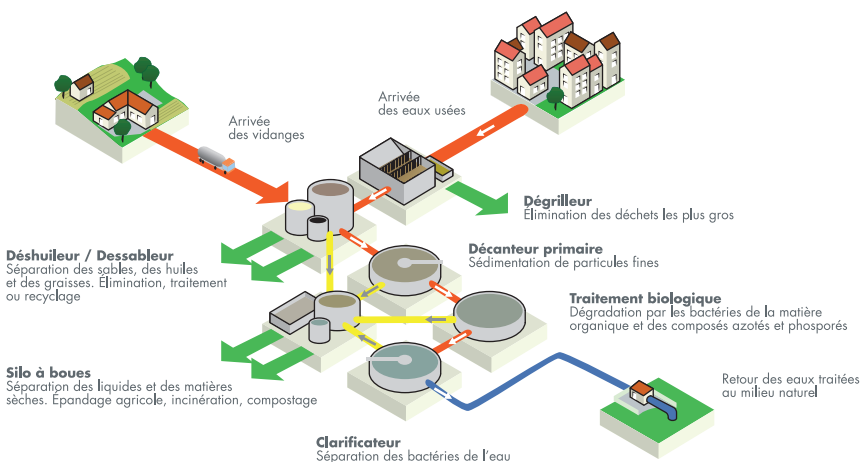 Arrivée
des vidanges
Arrivée
des eaux usées
Dégrilleur
Élimination des déchets les plus gros
Déshuileur / Dessableur
Séparation des sables, des huiles
et des graisses. Élimination, traitement
ou recyclage
Décanteur primaire
Sédimentation de particules fines
Traitement biologique
Dégradation par les bactéries de la matière
organique et des composés azotés et phosporés
Silo à boues
Séparation des liquides et des matières
sèches. Épandage agricole, incinération, compostage
Retour des eaux traitées
au milieu naturel
Clarificateur
Séparation des bactéries de l'eau